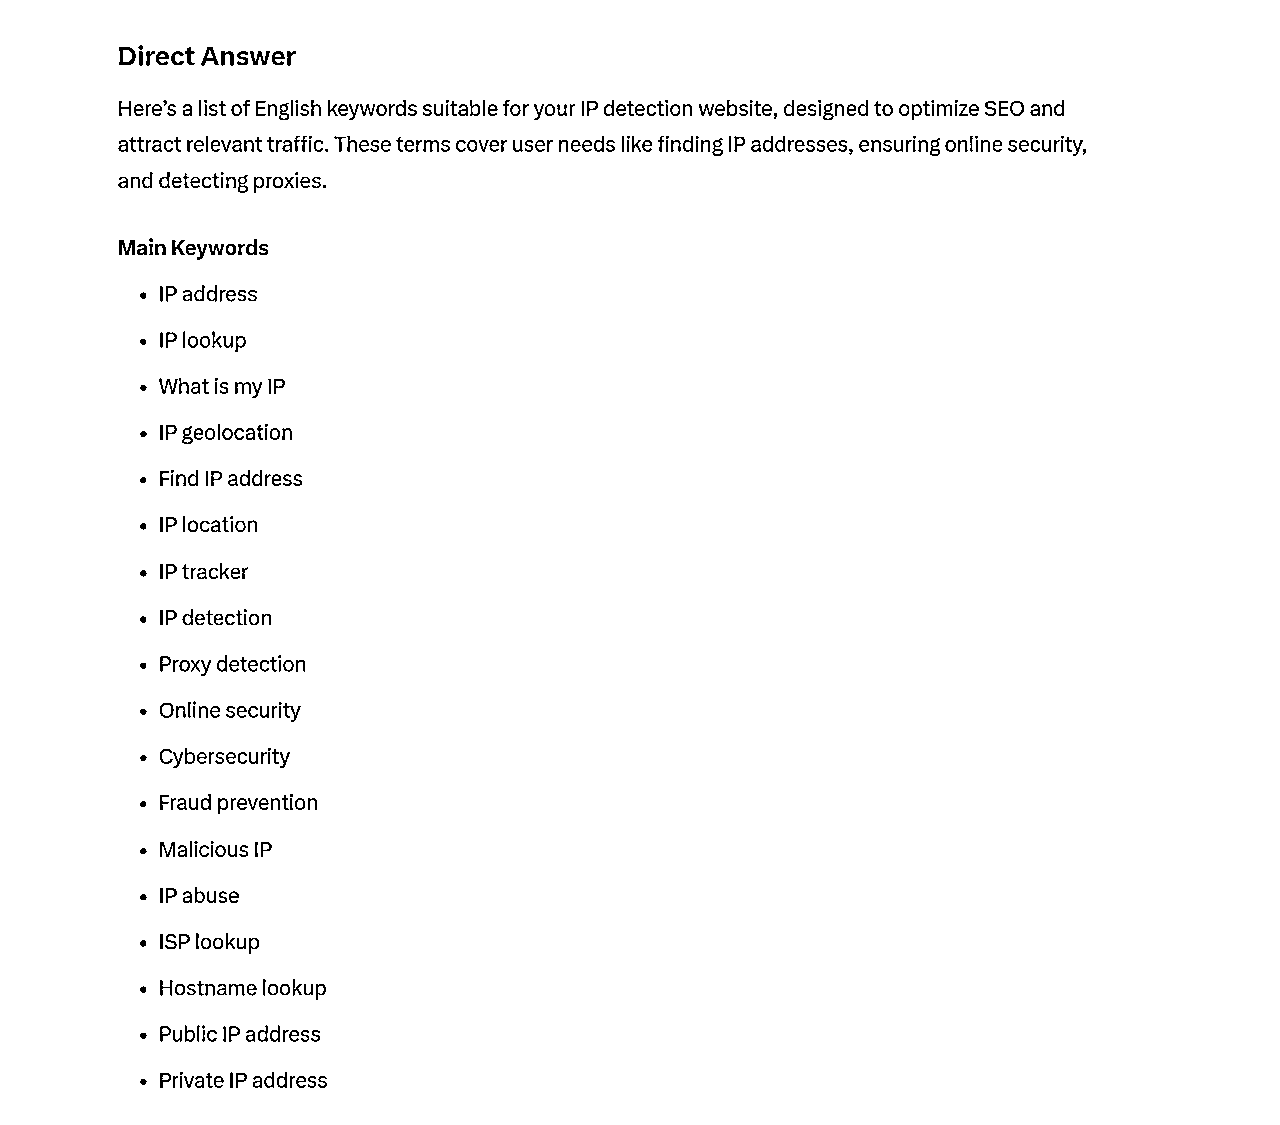 Direct Answer
Here’s a list of English keywords suitable for your IP detection website, designed to optimize SEO and
attract relevant traffic. These terms cover user needs like finding IP addresses, ensuring online security,
and detecting proxies.
Main Keywords
• IP address
• IP lookup
• What is my IP
• IP geolocation
• Find IP address
• IP location
• IP tracker
• IP detection
• Proxy detection
• Online security
• Cybersecurity
• Fraud prevention
• Malicious IP
• IP abuse
• ISP lookup
• Hostname lookup
• Public IP address
• Private IP address